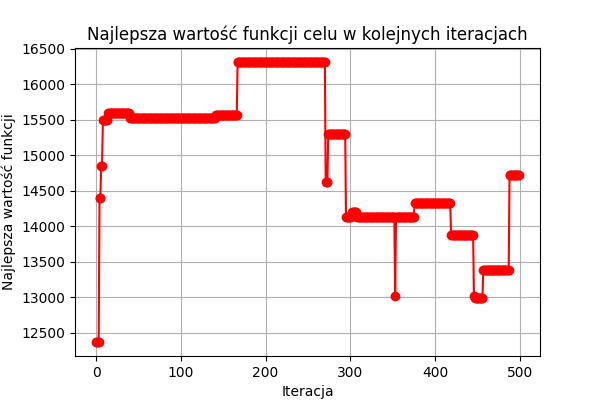 Najlepsza wartość funkcji celu w kolejnych iteracjach
Najlepsza wartość funkcji
16500
16000
15500
15000
14500
14000
13500
13000
12500
0 100 200 300 400 500
Iteracja